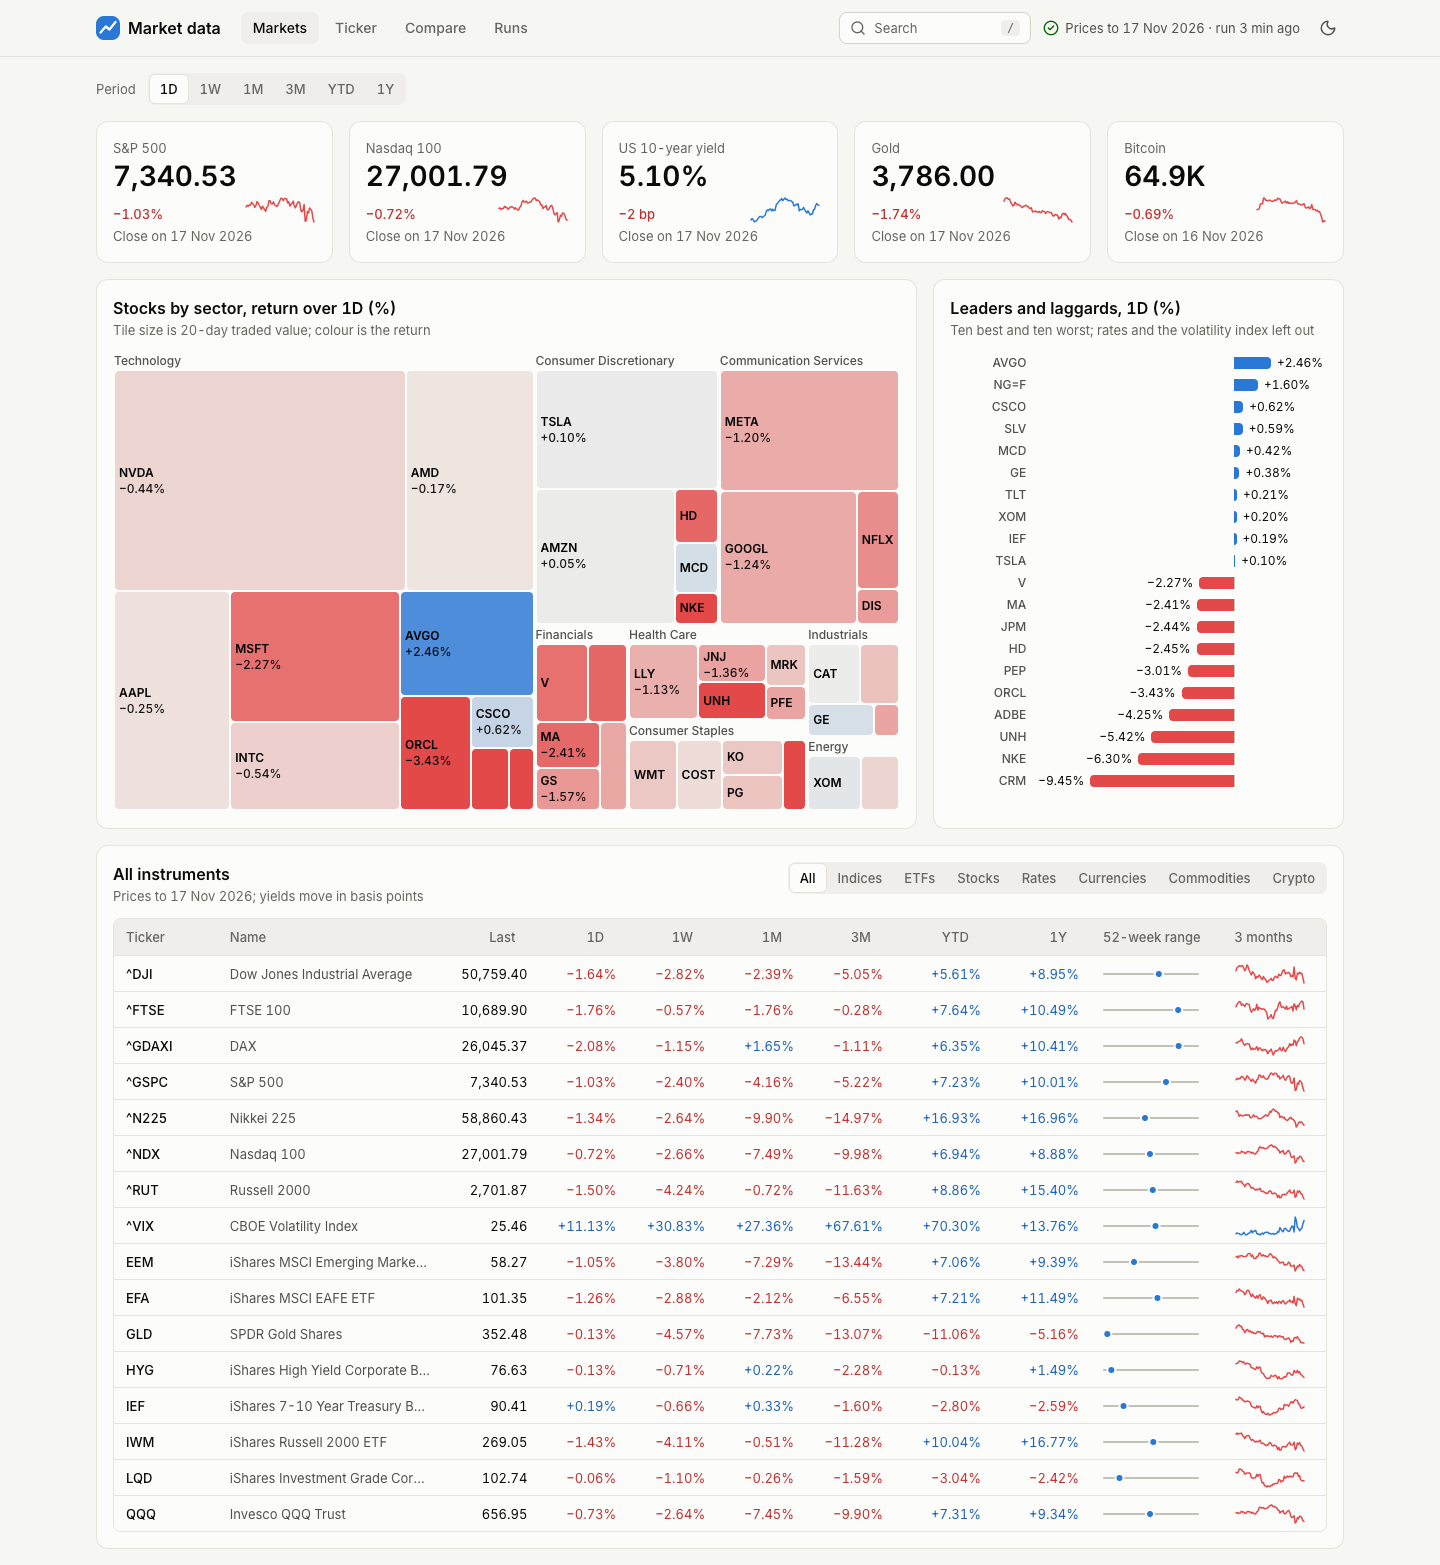 Market data Markets Ticker Compare Runs Search / Prices to 17 Nov 2026 · run 3 min ago
Period 1D 1W 1M 3M YTD 1Y
S&P 500
7,340.53
−1.03%
Close on 17 Nov 2026
Nasdaq 100
27,001.79
−0.72%
Close on 17 Nov 2026
US 10-year yield
5.10%
−2 bp
Close on 17 Nov 2026
Gold
3,786.00
−1.74%
Close on 17 Nov 2026
Bitcoin
64.9K
−0.69%
Close on 16 Nov 2026
Stocks by sector, return over 1D (%)
Tile size is 20-day traded value; colour is the return
Technology
NVDA
−0.44%
AMD
−0.17%
AAPL
−0.25%
MSFT
−2.27%
INTC
−0.54%
AVGO
+2.46%
ORCL
−3.43%
CSCO
+0.62%
Consumer Discretionary
TSLA
+0.10%
AMZN
+0.05%
HD
MCD
NKE
Communication Services
META
−1.20%
GOOGL
−1.24%
NFLX
DIS
Financials
V
MA
−2.41%
GS
−1.57%
Health Care
LLY
−1.13%
JNJ
−1.36%
UNH
MRK
PFE
Consumer Staples
WMT
COST
KO
PG
Industrials
CAT
GE
Energy
XOM
Leaders and laggards, 1D (%)
Ten best and ten worst; rates and the volatility index left out
AVGO +2.46%
NG=F +1.60%
CSCO +0.62%
SLV +0.59%
MCD +0.42%
GE +0.38%
TLT +0.21%
XOM +0.20%
IEF +0.19%
TSLA +0.10%
V −2.27%
MA −2.41%
JPM −2.44%
HD −2.45%
PEP −3.01%
ORCL −3.43%
ADBE −4.25%
UNH −5.42%
NKE −6.30%
CRM −9.45%
All instruments
Prices to 17 Nov 2026; yields move in basis points
All Indices ETFs Stocks Rates Currencies Commodities Crypto
Ticker Name Last 1D 1W 1M 3M YTD 1Y 52-week range 3 months
^DJI Dow Jones Industrial Average 50,759.40 −1.64% −2.82% −2.39% −5.05% +5.61% +8.95%
^FTSE FTSE 100 10,689.90 −1.76% −0.57% −1.76% −0.28% +7.64% +10.49%
^GDAXI DAX 26,045.37 −2.08% −1.15% +1.65% −1.11% +6.35% +10.41%
^GSPC S&P 500 7,340.53 −1.03% −2.40% −4.16% −5.22% +7.23% +10.01%
^N225 Nikkei 225 58,860.43 −1.34% −2.64% −9.90% −14.97% +16.93% +16.96%
^NDX Nasdaq 100 27,001.79 −0.72% −2.66% −7.49% −9.98% +6.94% +8.88%
^RUT Russell 2000 2,701.87 −1.50% −4.24% −0.72% −11.63% +8.86% +15.40%
^VIX CBOE Volatility Index 25.46 +11.13% +30.83% +27.36% +67.61% +70.30% +13.76%
EEM iShares MSCI Emerging Marke... 58.27 −1.05% −3.80% −7.29% −13.44% +7.06% +9.39%
EFA iShares MSCI EAFE ETF 101.35 −1.26% −2.88% −2.12% −6.55% +7.21% +11.49%
GLD SPDR Gold Shares 352.48 −0.13% −4.57% −7.73% −13.07% −11.06% −5.16%
HYG iShares High Yield Corporate B... 76.63 −0.13% −0.71% +0.22% −2.28% −0.13% +1.49%
IEF iShares 7-10 Year Treasury B... 90.41 +0.19% −0.66% +0.33% −1.60% −2.80% −2.59%
IWM iShares Russell 2000 ETF 269.05 −1.43% −4.11% −0.51% −11.28% +10.04% +16.77%
LQD iShares Investment Grade Cor... 102.74 −0.06% −1.10% −0.26% −1.59% −3.04% −2.42%
QQQ Invesco QQQ Trust 656.95 −0.73% −2.64% −7.45% −9.90% +7.31% +9.34%